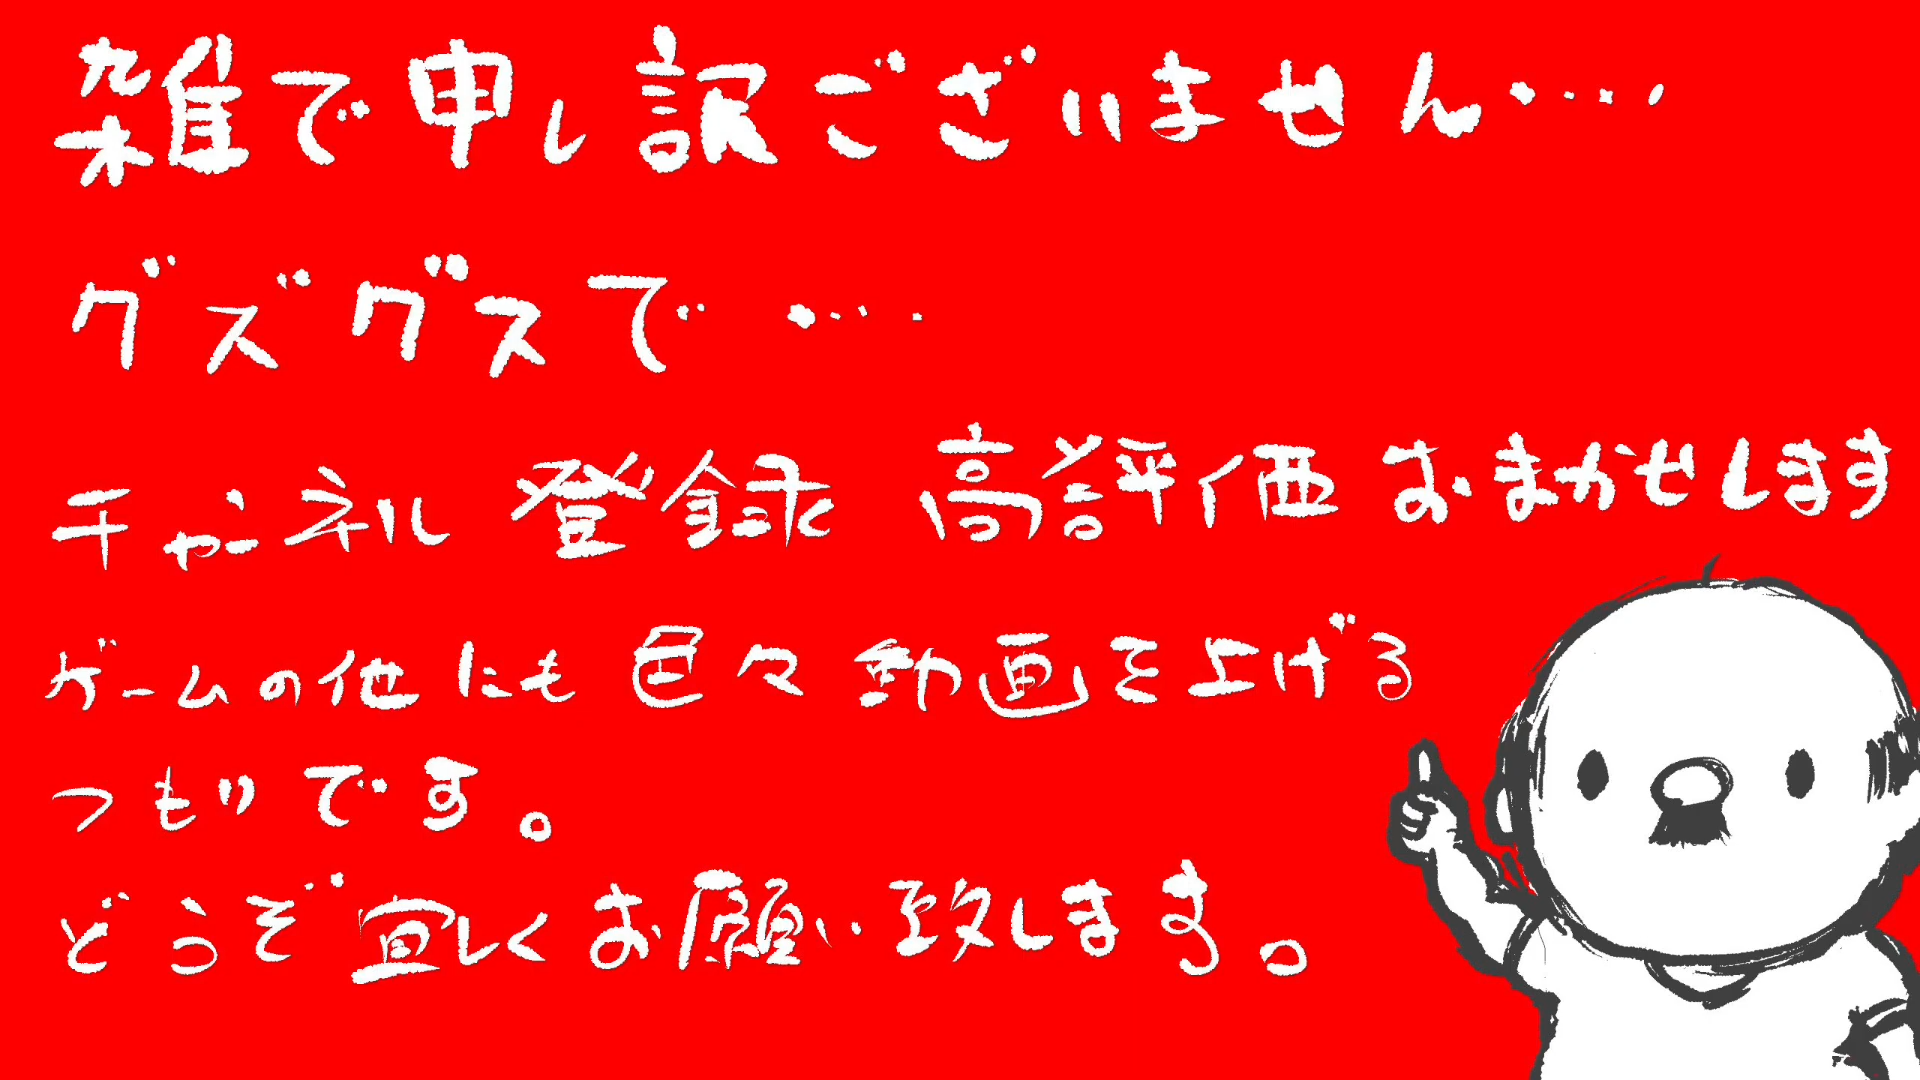 雑で申し訳ございません・・・・
グズグズで・・・・
チャンネル 登録 高評価 おまかせします
ゲームの他にも色々動画を上げる
つもりです。
どうぞ宜しくお願い致します。